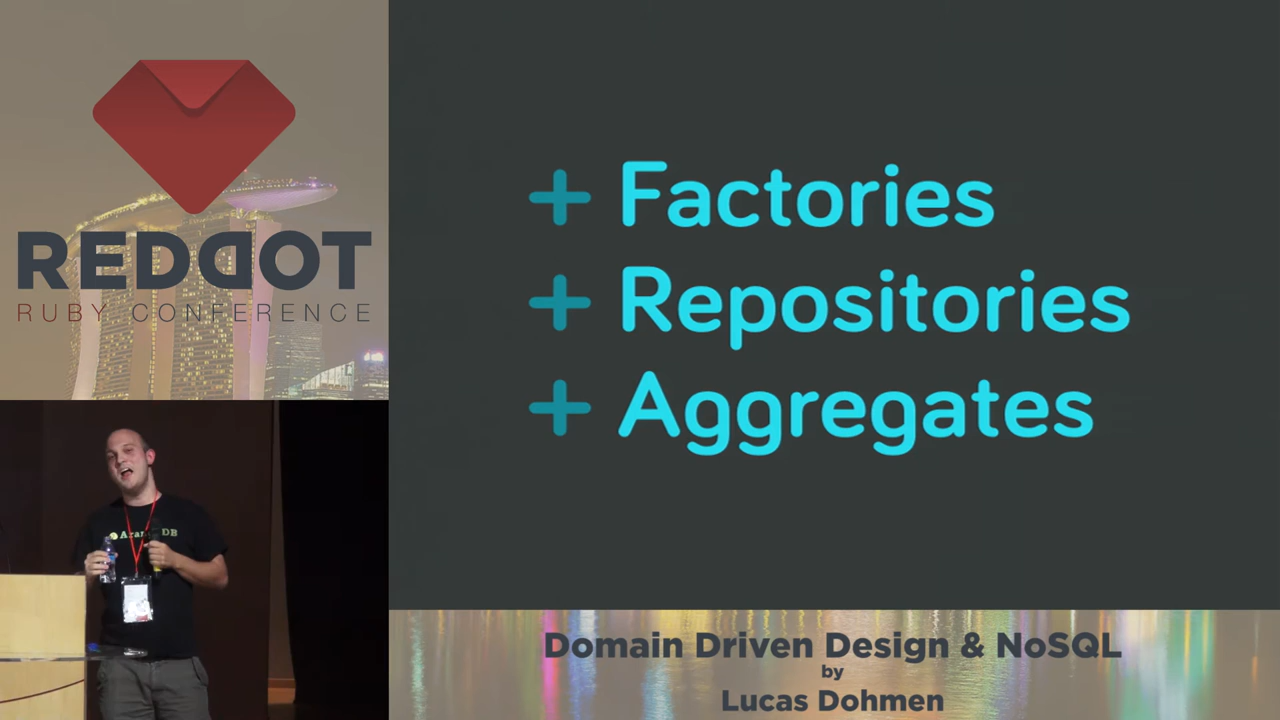 REDDOT
RUBY CONFERENCE
+ Factories
+ Repositories
+ Aggregates
Domain Driven Design & NoSQL
by
Lucas Dohmen